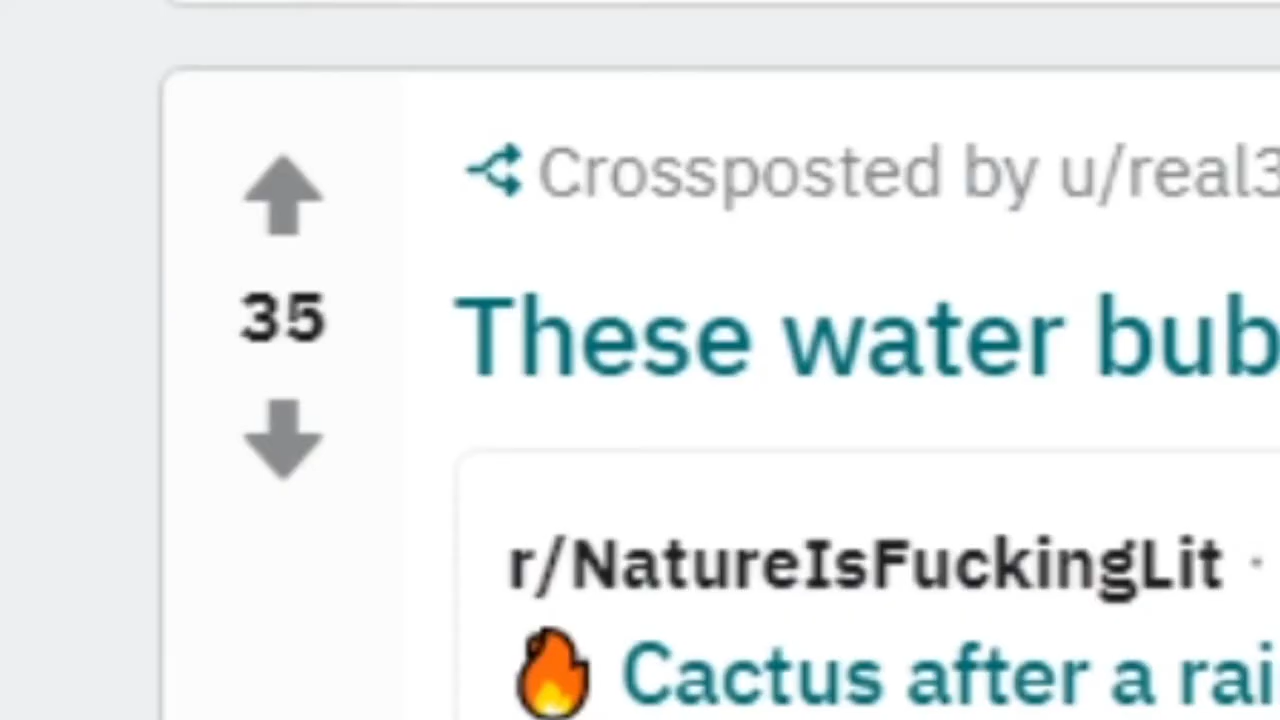 Crossposted by u/real3
35
These water bub
r/NatureIsFuckingLit ·
🔥 Cactus after a rai